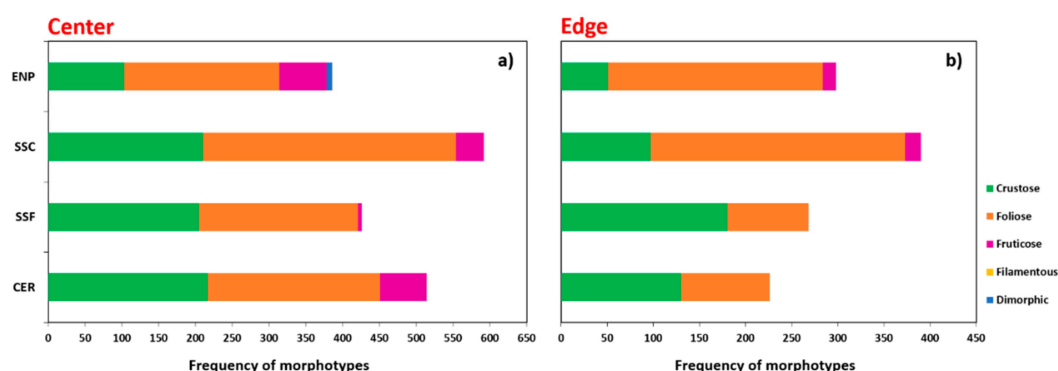 Center
Edge
a)
b)
ENP
SSC
SSF
CER
Crustose
Foliose
Fruticose
Filamentous
Dimorphic
0 50 100 150 200 250 300 350 400 450 500 550 600 650
0 50 100 150 200 250 300 350 400 450
Frequency of morphotypes
Frequency of morphotypes